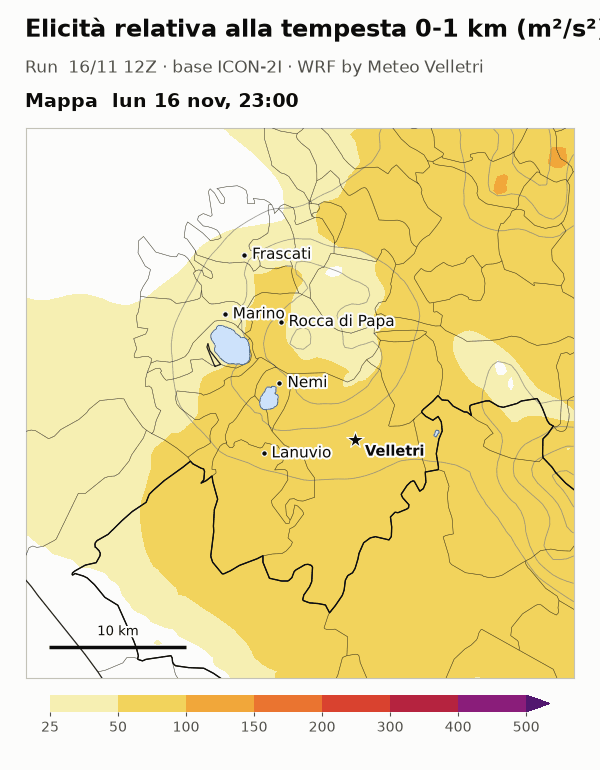 Elicità relativa alla tempesta 0-1 km (m²/s²)
Run  16/11 12Z · base ICON-2I · WRF by Meteo Velletri
Mappa  lun 16 nov, 23:00
Frascati
Marino
Rocca di Papa
Nemi
Velletri
Lanuvio
10 km
25 50 100 150 200 300 400 500